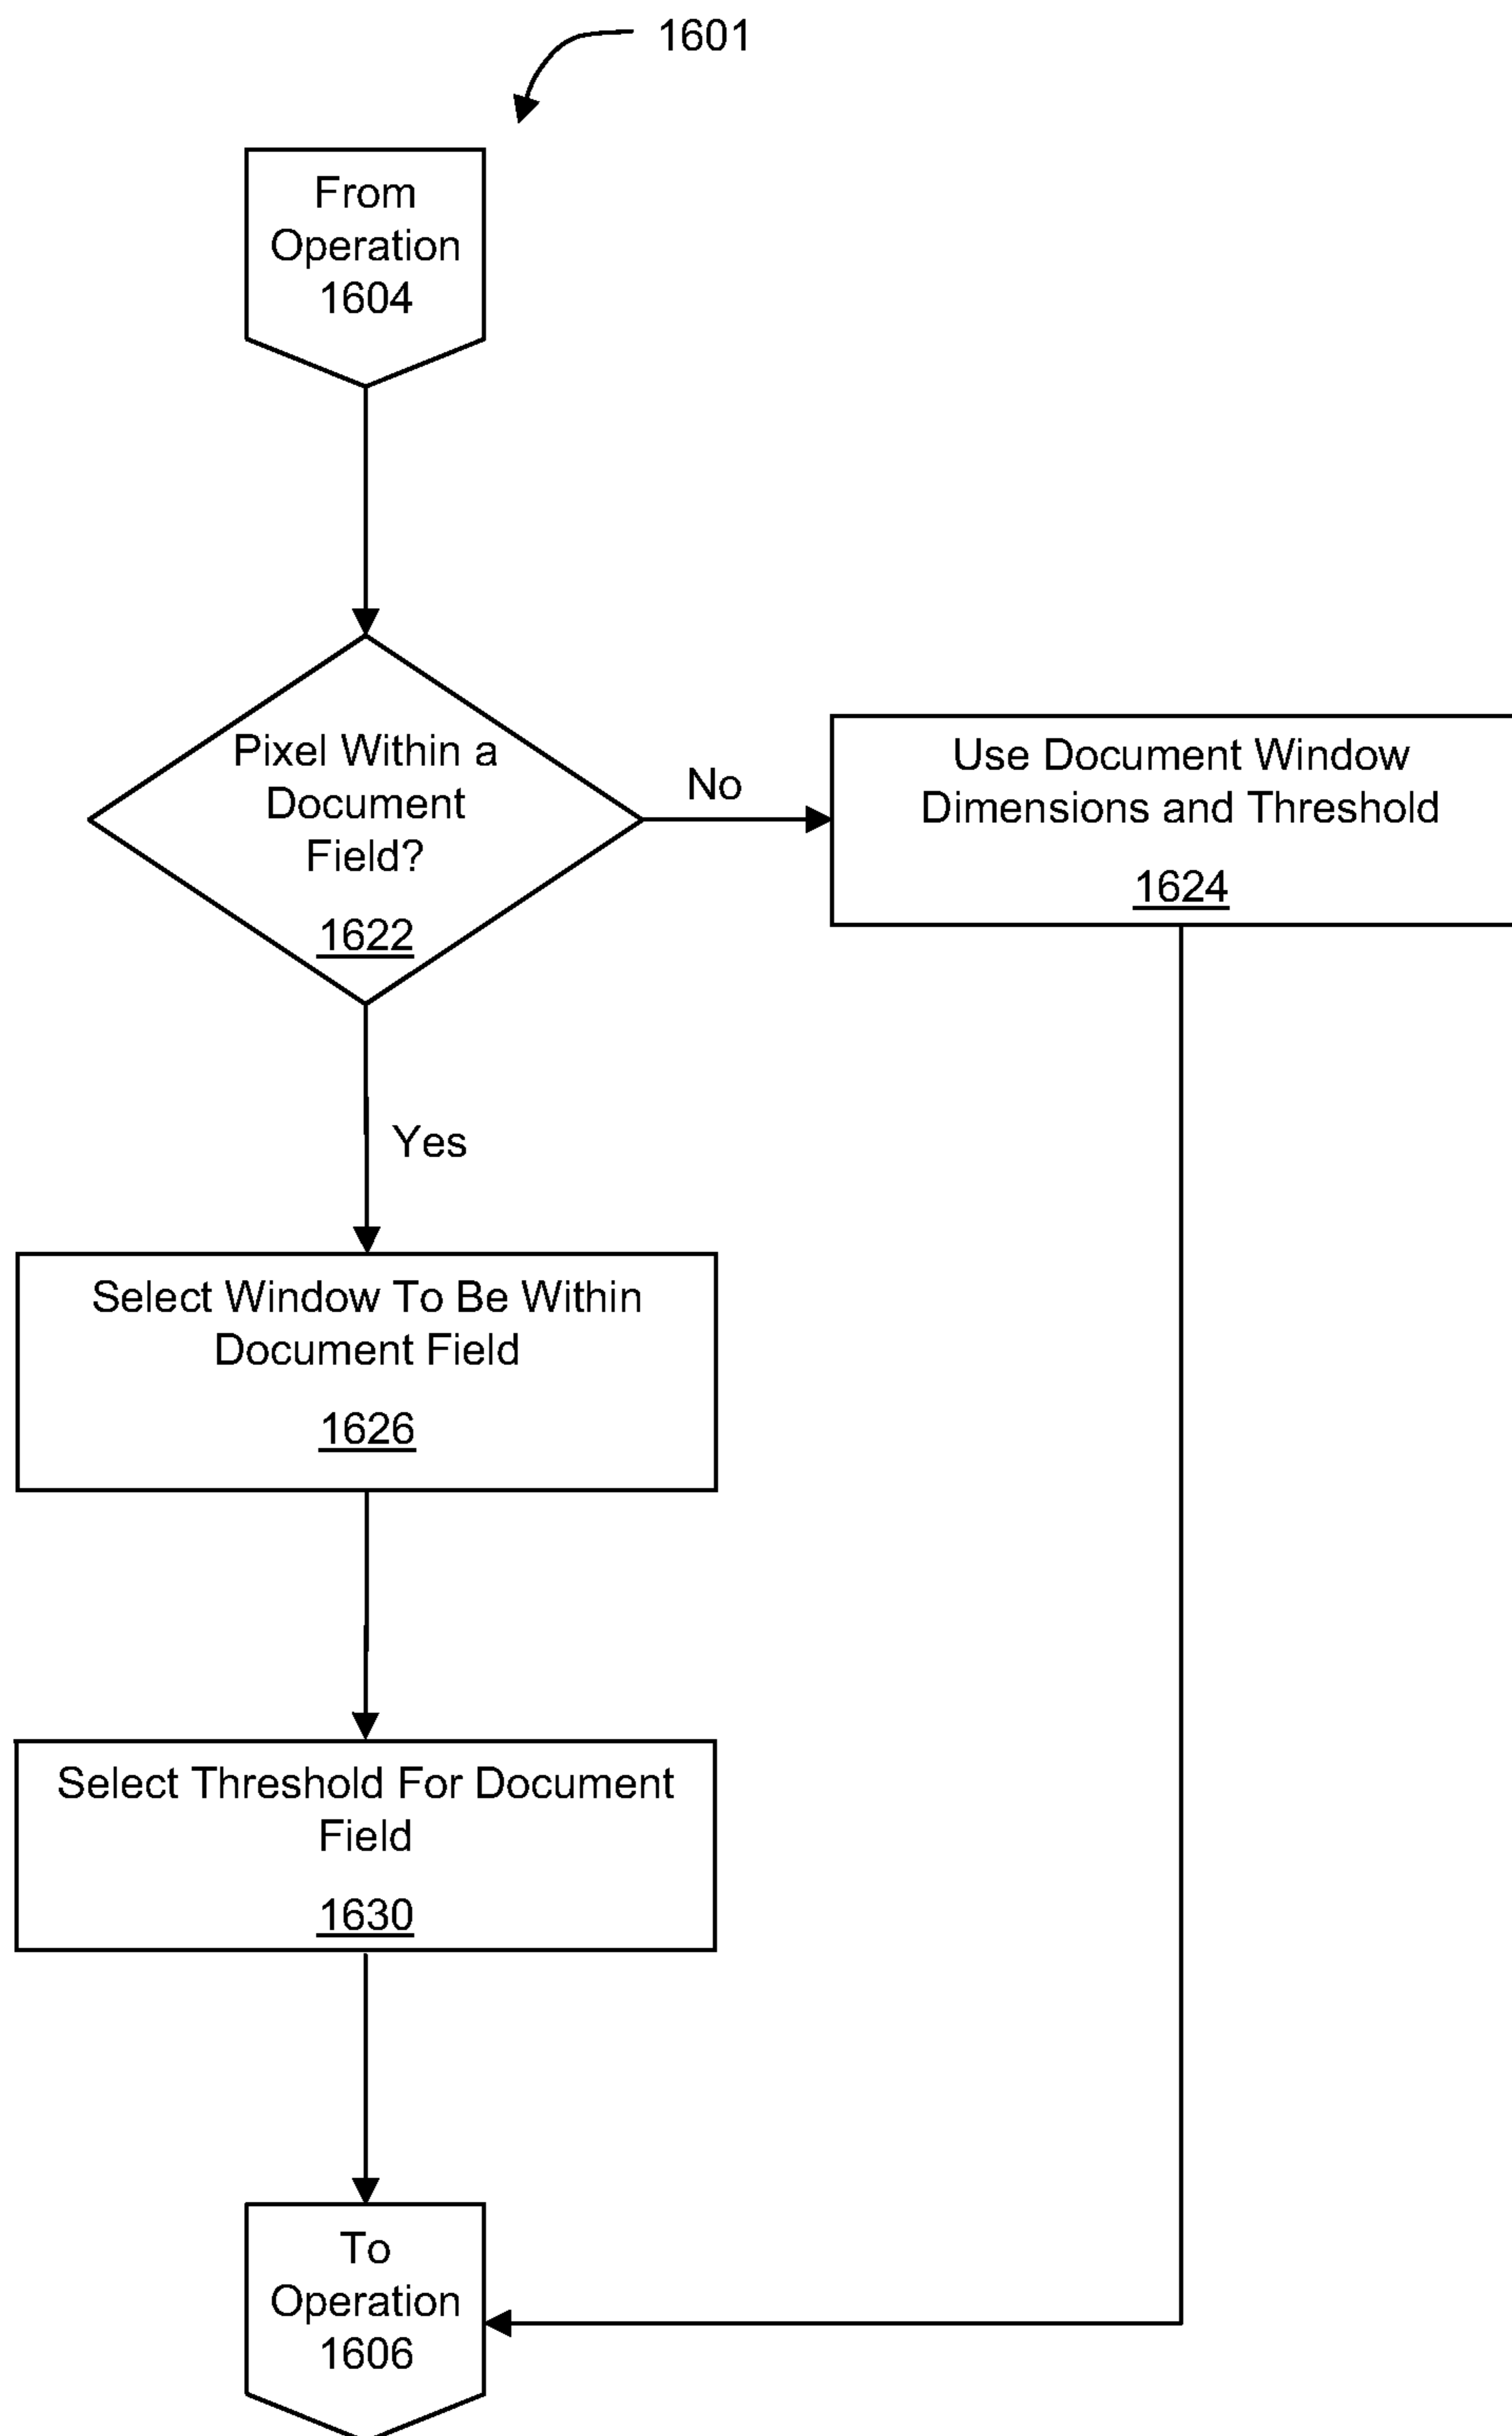 1601
From
Operation
1604
Pixel Within a
Document
Field?
1622
No
Use Document Window
Dimensions and Threshold
1624
Yes
Select Window To Be Within
Document Field
1626
Select Threshold For Document
Field
1630
To
Operation
1606